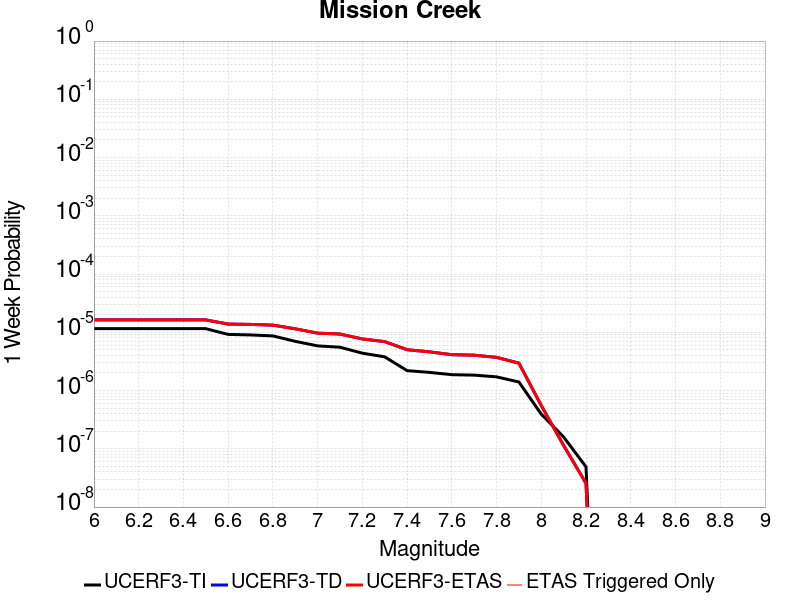 Mission Creek
10^0
10^-1
10^-2
10^-3
10^-4
10^-5
10^-6
10^-7
10^-8
1 Week Probability
6 6.2 6.4 6.6 6.8 7 7.2 7.4 7.6 7.8 8 8.2 8.4 8.6 8.8 9
Magnitude
UCERF3-TI UCERF3-TD UCERF3-ETAS ETAS Triggered Only